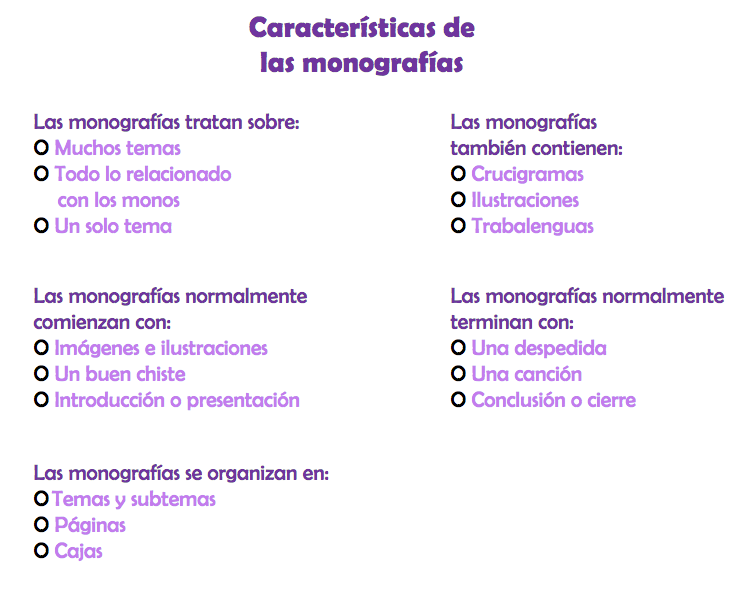 Características de
las monografías
Las monografías tratan sobre:
O Muchos temas
O Todo lo relacionado
con los monos
O Un solo tema
Las monografías
también contienen:
O Crucigramas
O Ilustraciones
O Trabalenguas
Las monografías normalmente
comienzan con:
O Imágenes e ilustraciones
O Un buen chiste
O Introducción o presentación
Las monografías normalmente
terminan con:
O Una despedida
O Una canción
O Conclusión o cierre
Las monografías se organizan en:
O Temas y subtemas
O Páginas
O Cajas